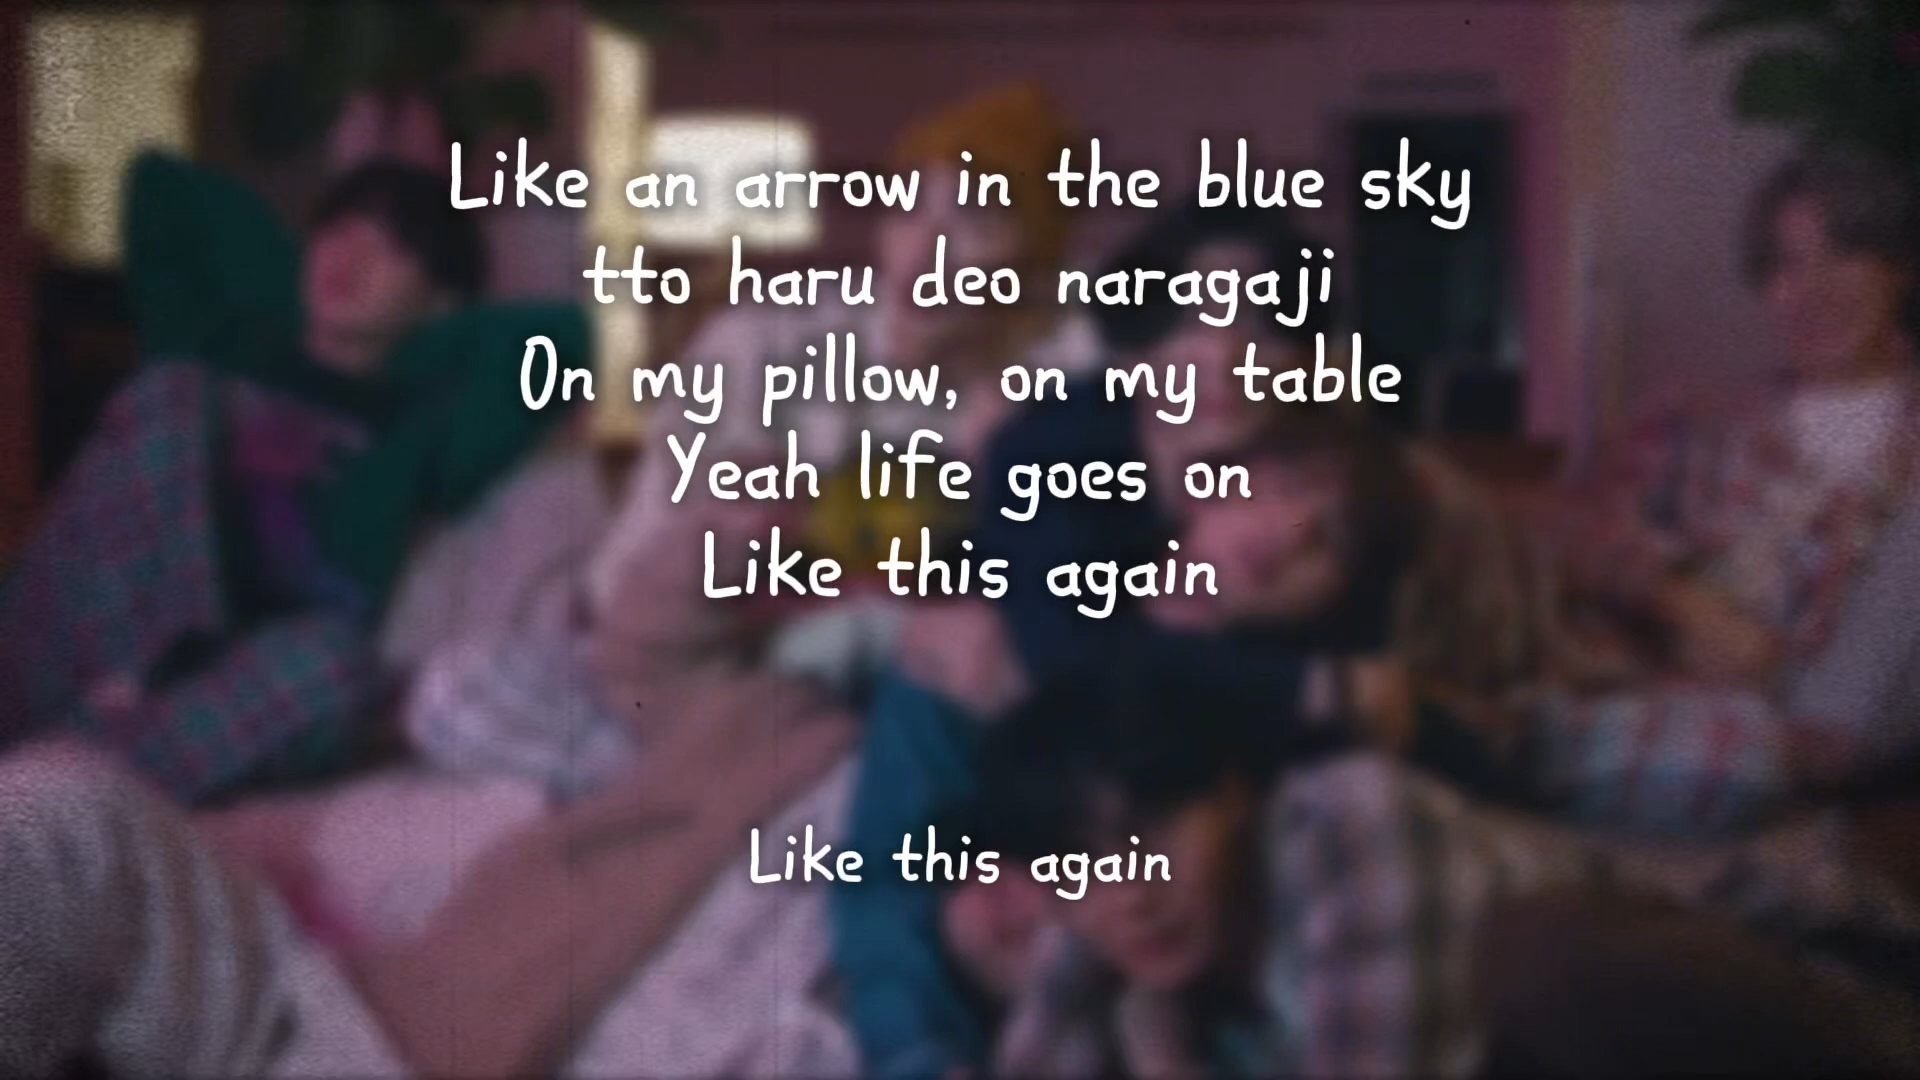 Like an arrow in the blue sky
tto haru deo naragaji
On my pillow, on my table
Yeah life goes on
Like this again
Like this again